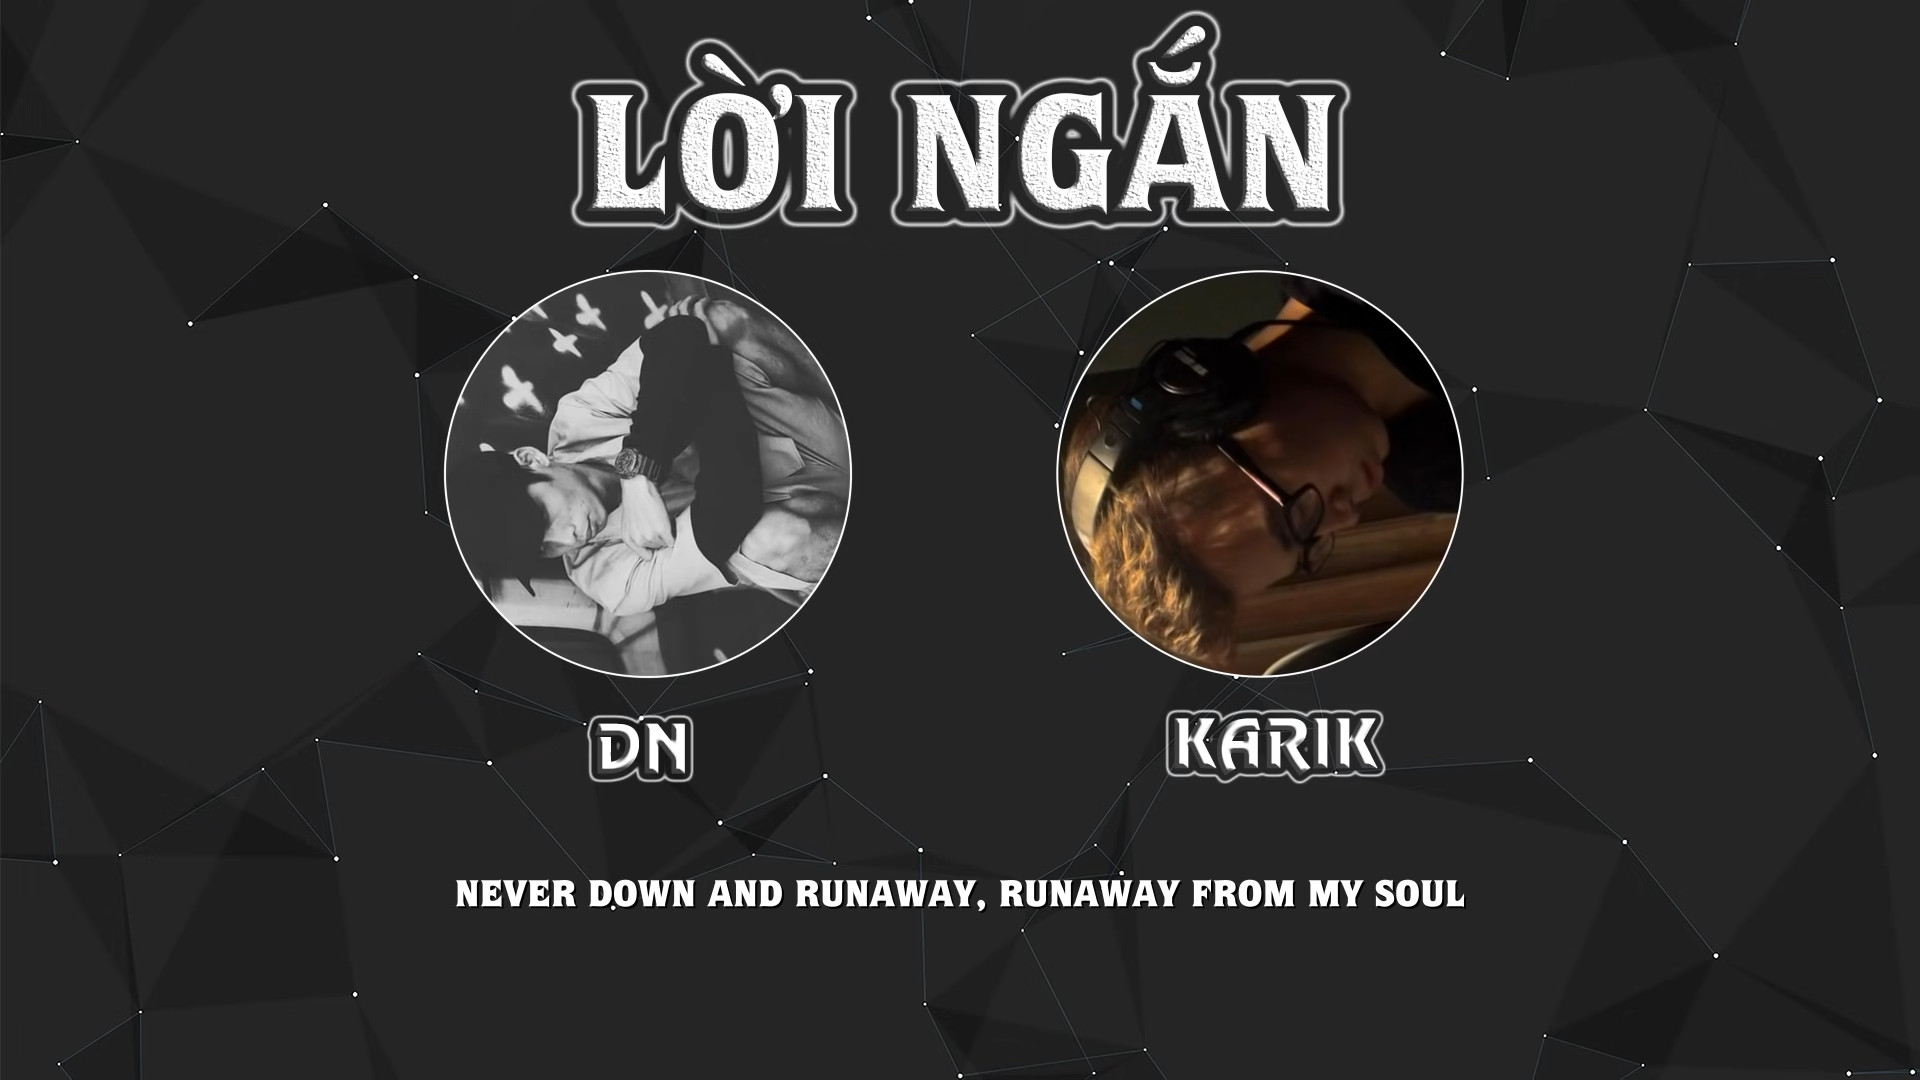 LỜI NGẮN
DN
KARIK
NEVER DOWN AND RUNAWAY, RUNAWAY FROM MY SOUL